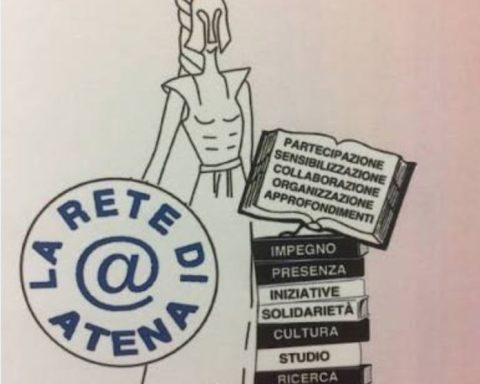 LA RETE DI
@
ATENA
PARTECIPAZIONE
SENSIBILIZZAZIONE
COLLABORAZIONE
ORGANIZZAZIONE
APPROFONDIMENTI
IMPEGNO
PRESENZA
INIZIATIVE
SOLIDARIETÀ
CULTURA
STUDIO
RICERCA